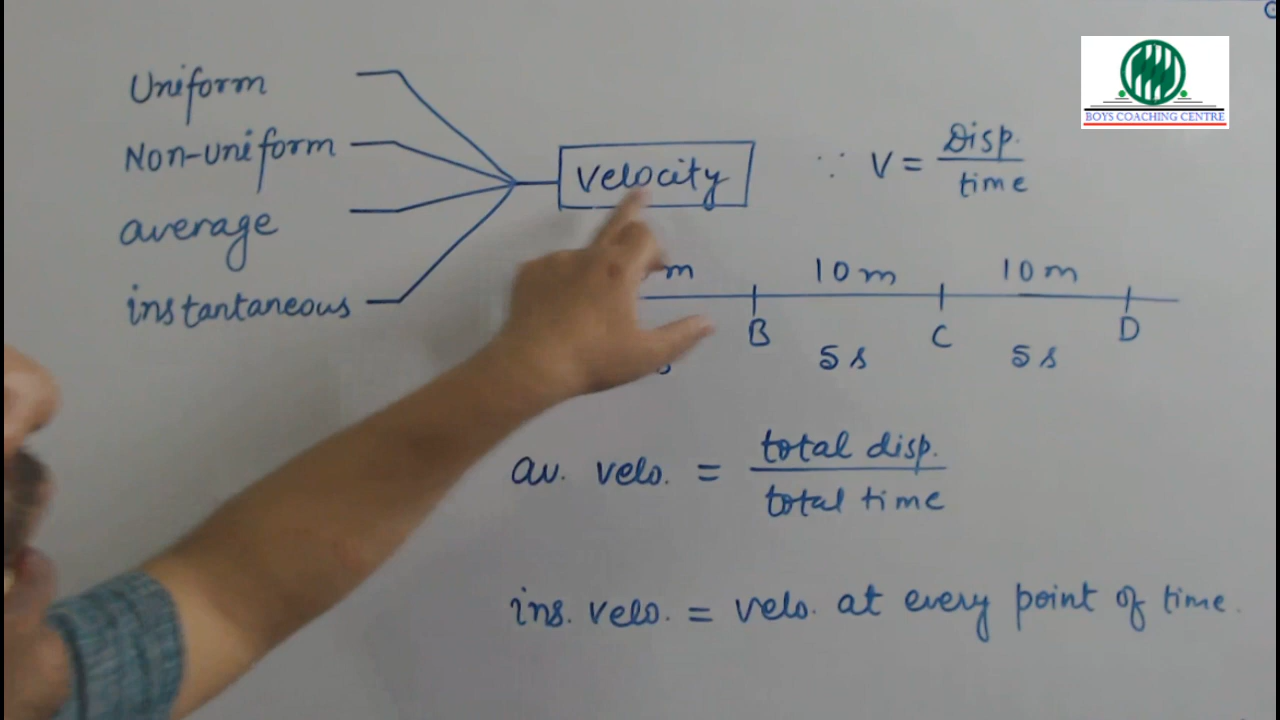 Uniform
Non-uniform
average
instantaneous
Velocity
∵ V = Disp. / time
m 10 m 10 m
B C D
s 5 s 5 s
av. velo. = total disp. / total time
ins. velo. = velo. at every point of time.
BOYS COACHING CENTRE